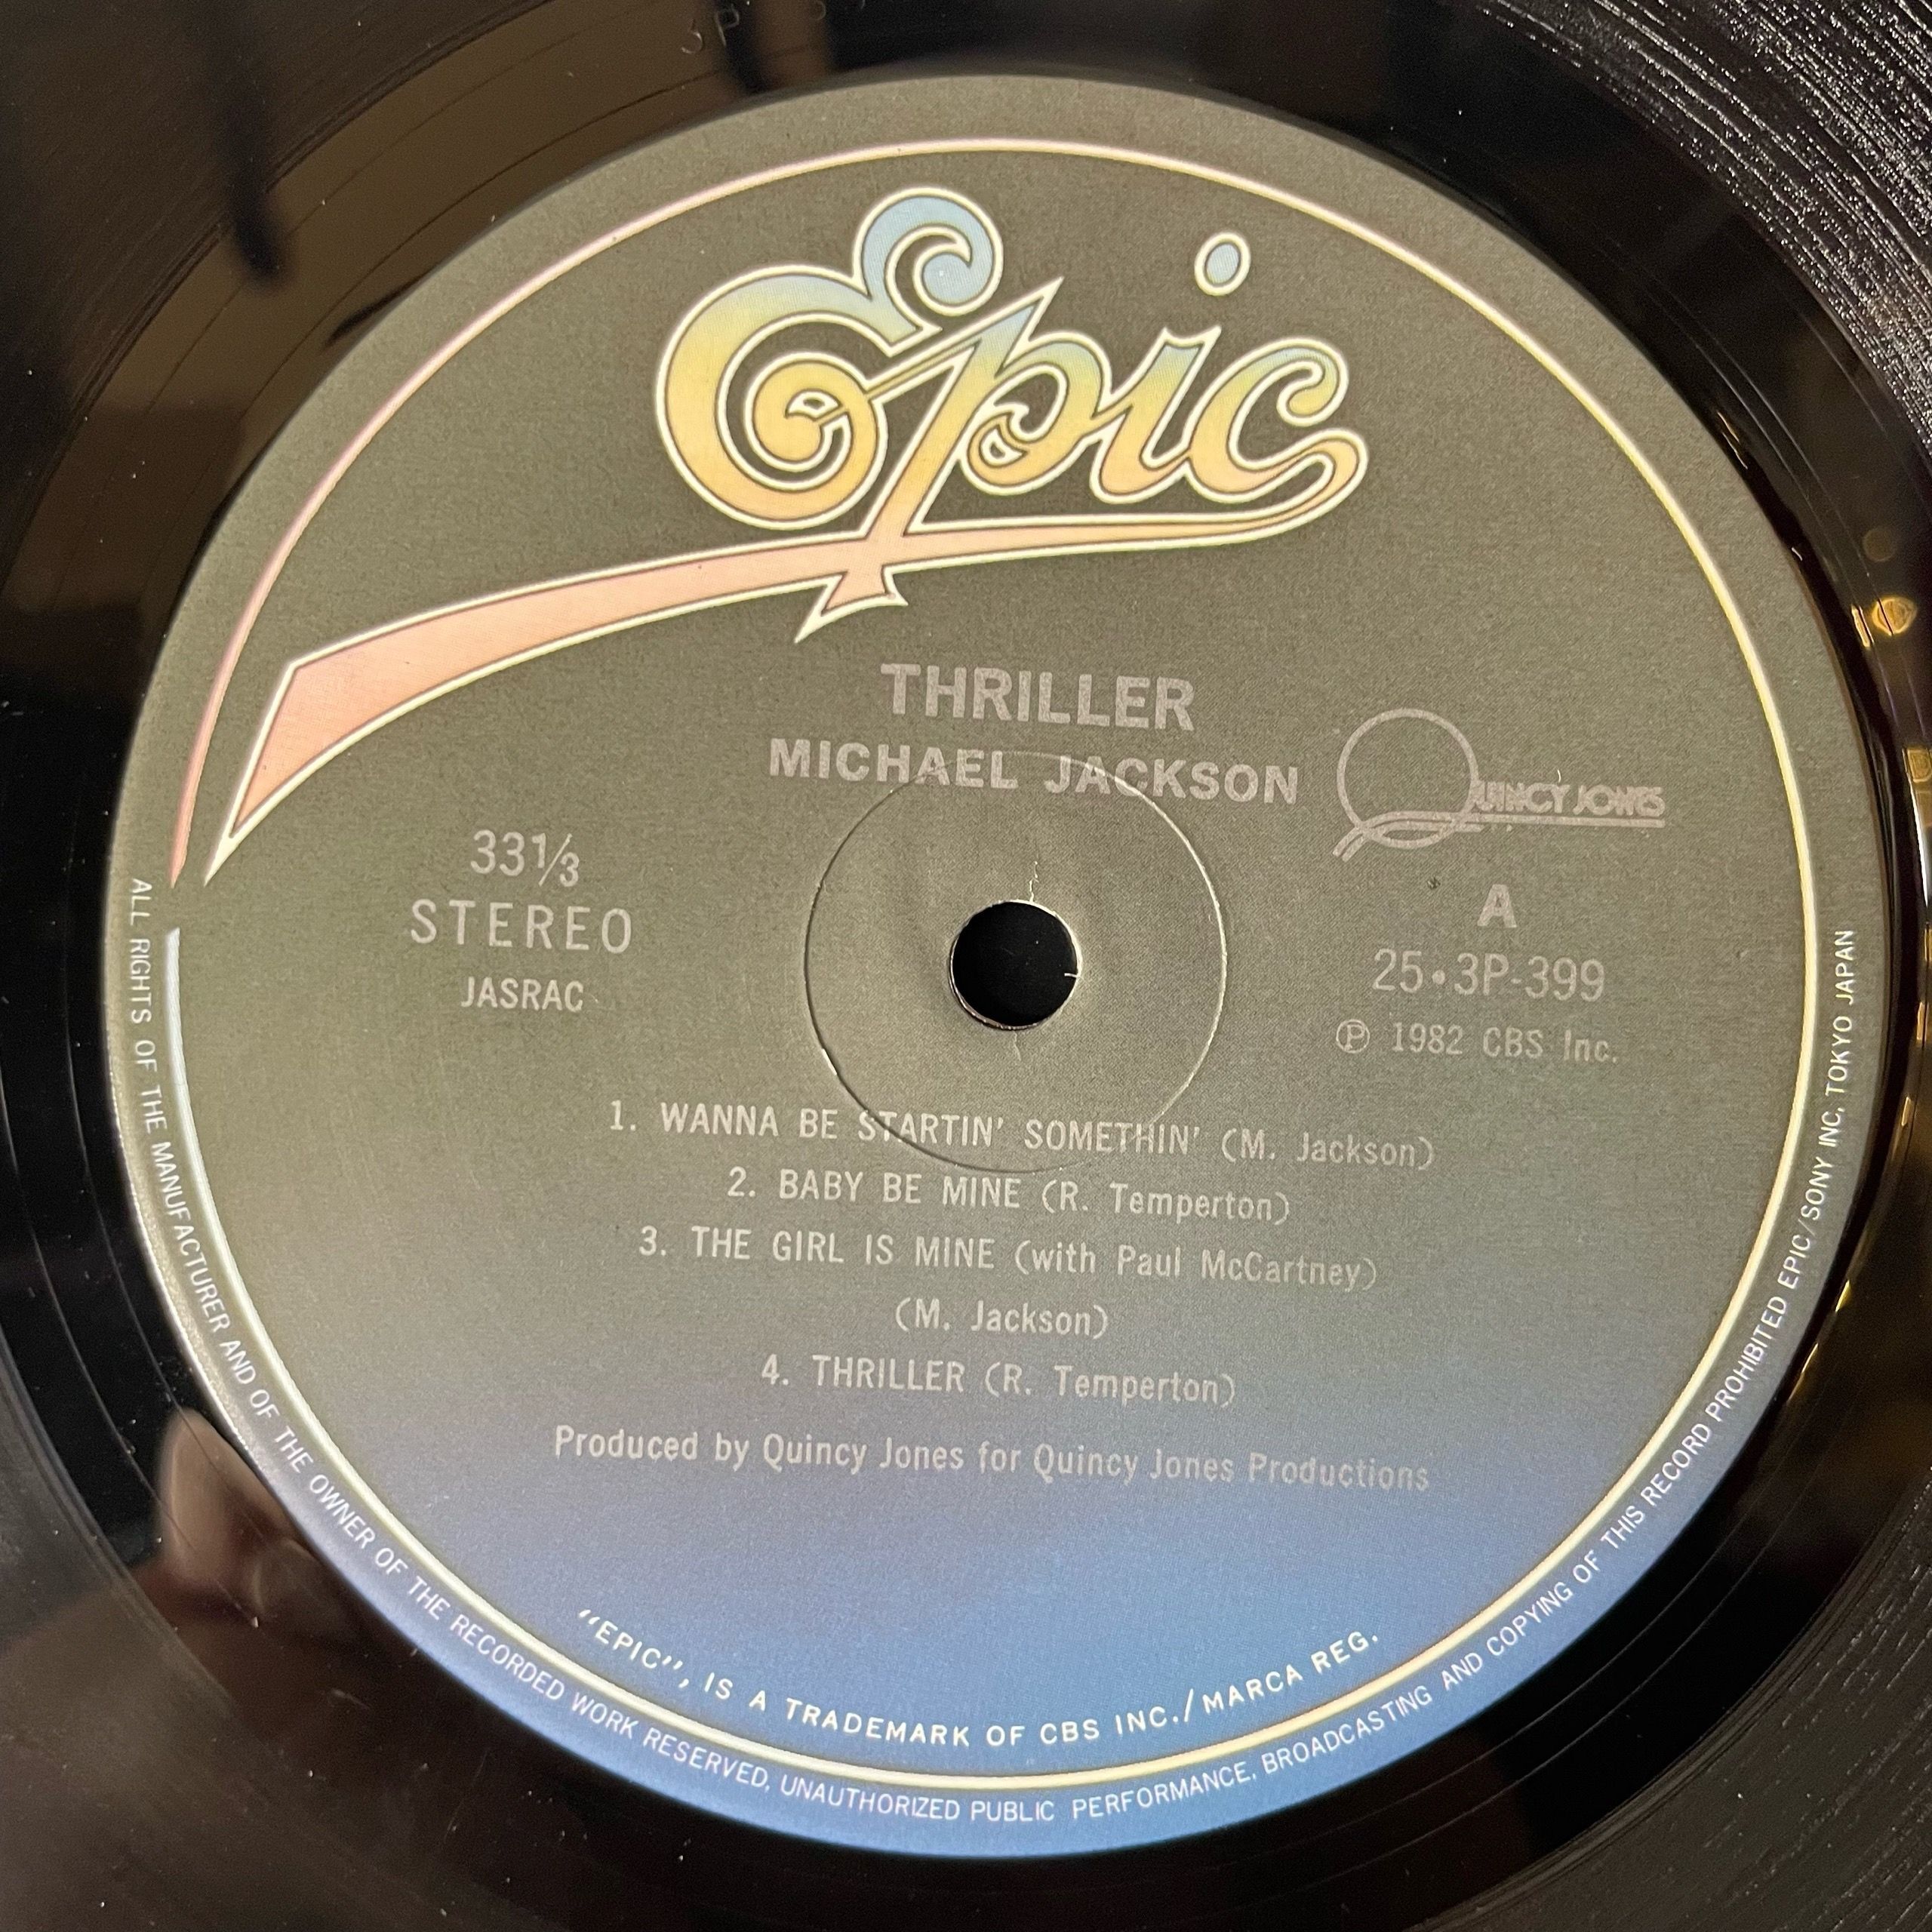 3P
Epic
THRILLER
MICHAEL JACKSON
QUINCY JONES
33 1/3
STEREO
JASRAC
A
25・3P-399
℗ 1982 CBS Inc.
1. WANNA BE STARTIN' SOMETHIN' (M. Jackson)
2. BABY BE MINE (R. Temperton)
3. THE GIRL IS MINE (with Paul McCartney)
(M. Jackson)
4. THRILLER (R. Temperton)
Produced by Quincy Jones for Quincy Jones Productions
"EPIC", IS A TRADEMARK OF CBS INC./MARCA REG.
ALL RIGHTS OF THE MANUFACTURER AND OF THE OWNER OF THE RECORDED WORK RESERVED, UNAUTHORIZED PUBLIC PERFORMANCE, BROADCASTING AND COPYING OF THIS RECORD PROHIBITED EPIC/SONY INC, TOKYO JAPAN